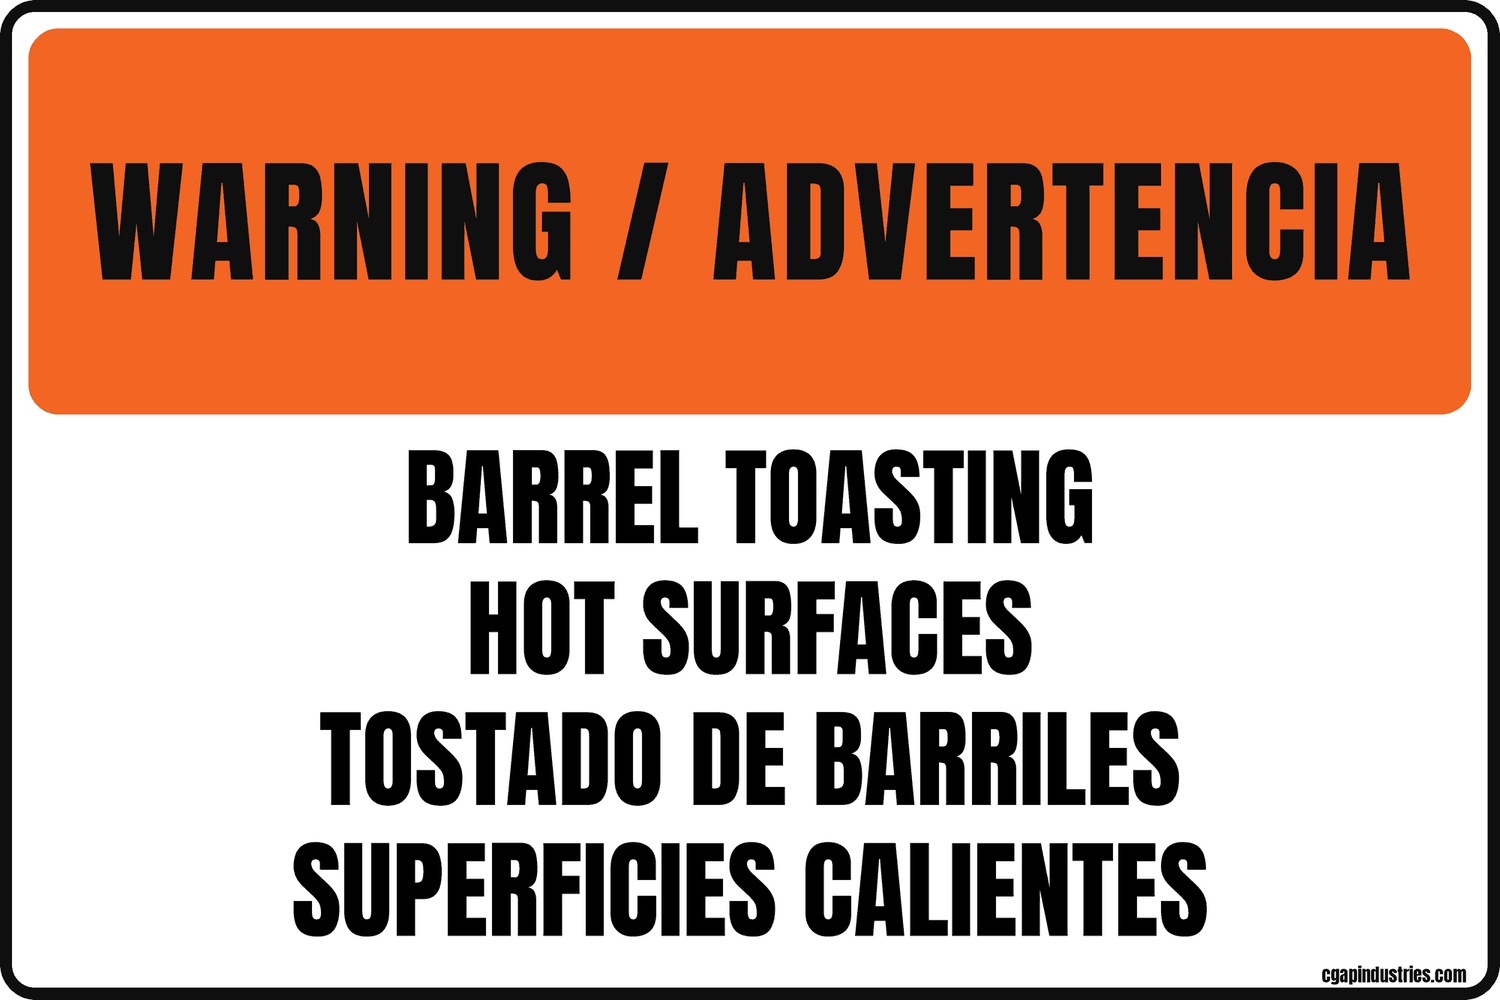 WARNING / ADVERTENCIA
BARREL TOASTING
HOT SURFACES
TOSTADO DE BARRILES
SUPERFICIES CALIENTES
cgapindustries.com